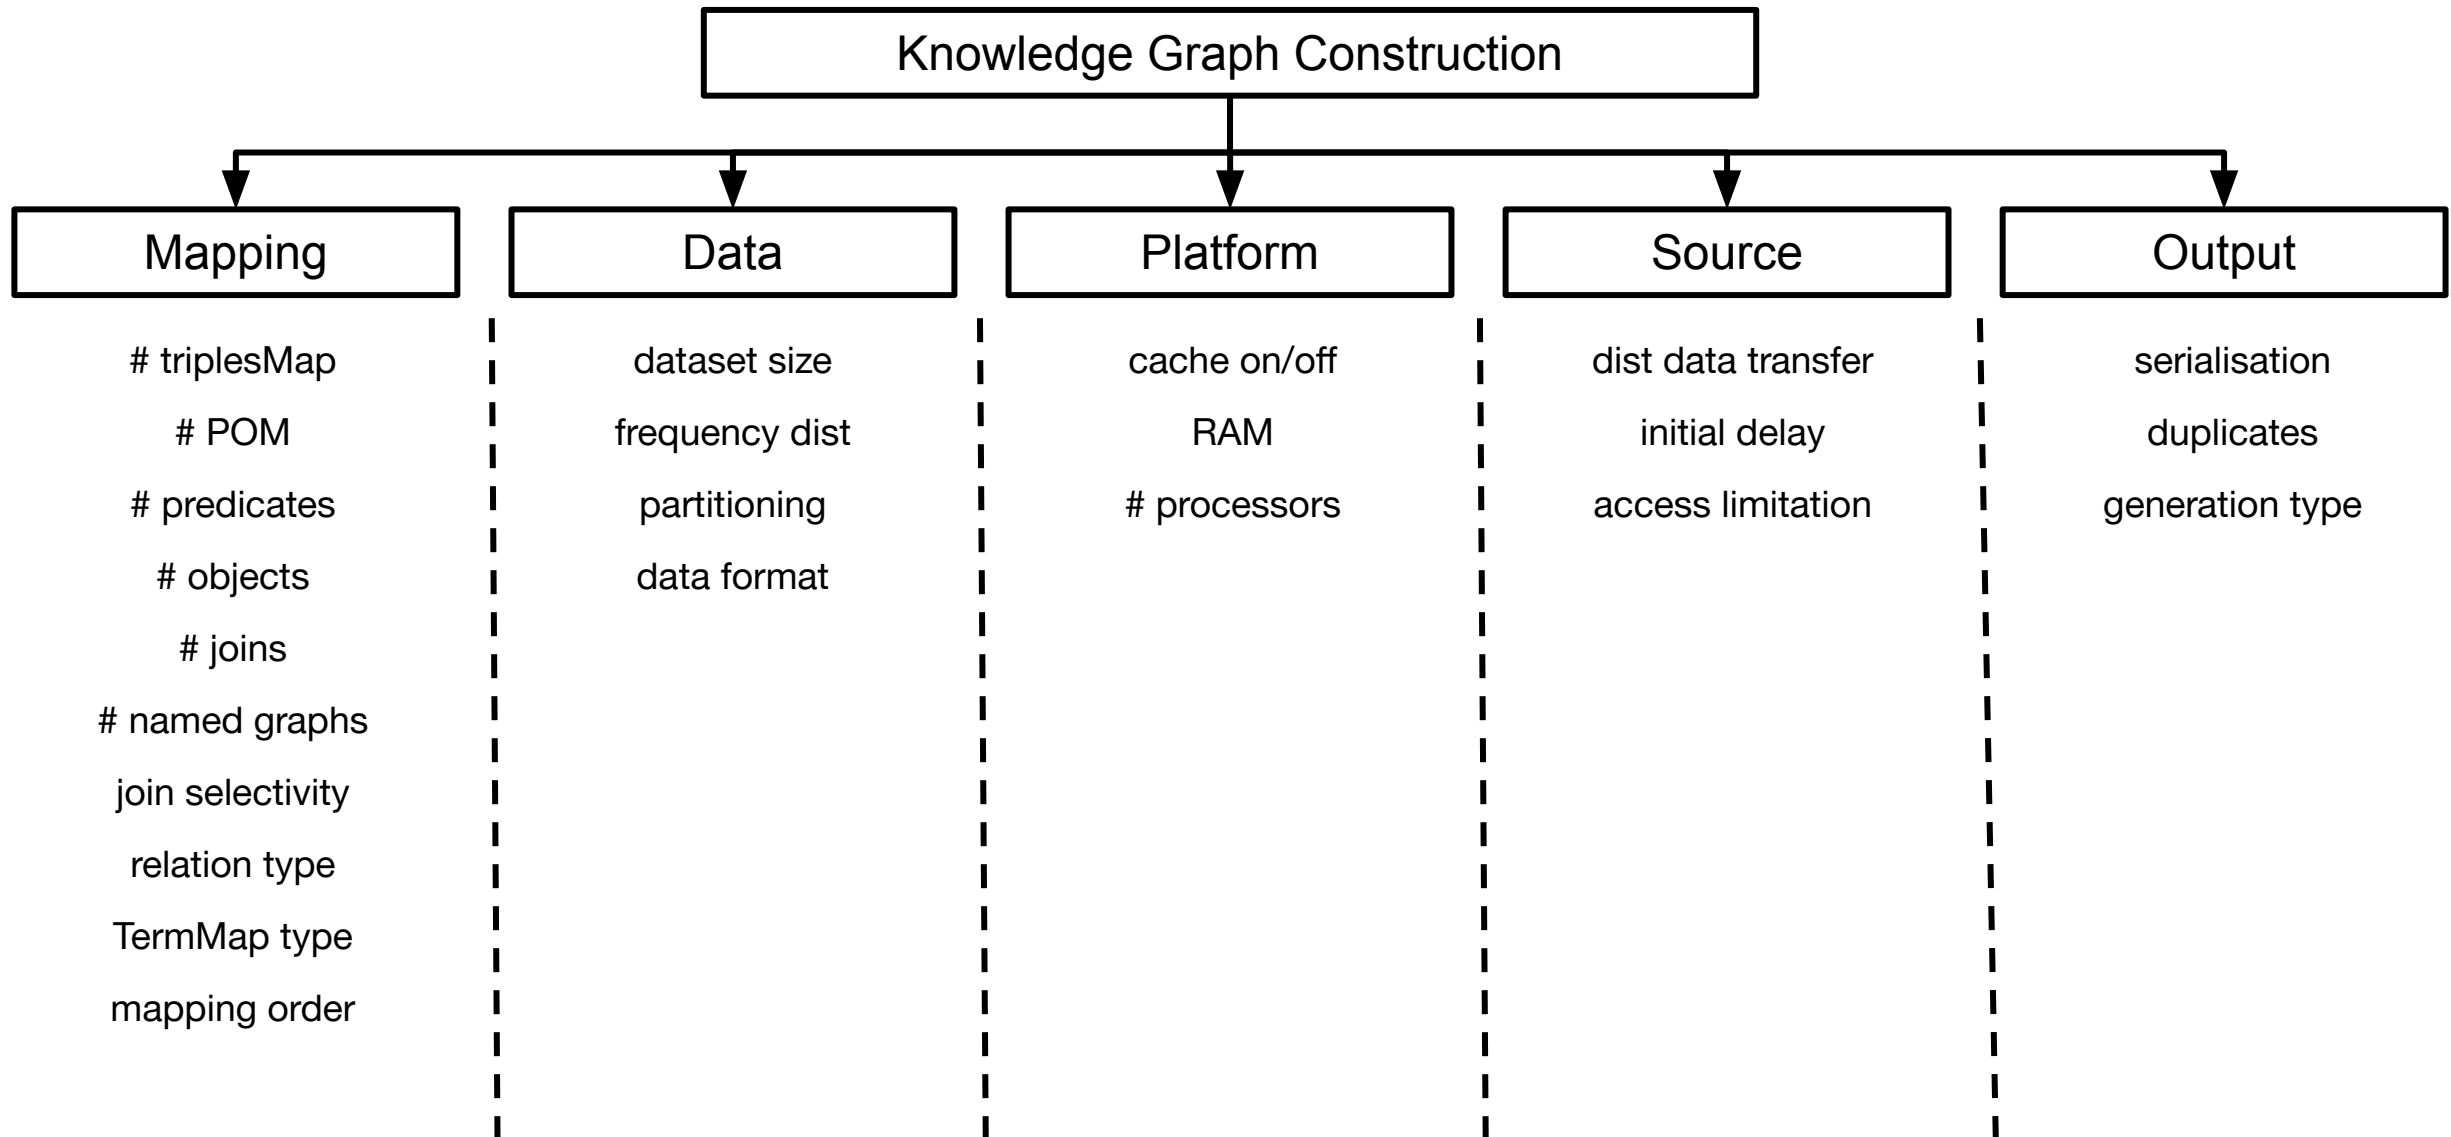 Knowledge Graph Construction
Mapping
# triplesMap
# POM
# predicates
# objects
# joins
# named graphs
join selectivity
relation type
TermMap type
mapping order
Data
dataset size
frequency dist
partitioning
data format
Platform
cache on/off
RAM
# processors
Source
dist data transfer
initial delay
access limitation
Output
serialisation
duplicates
generation type